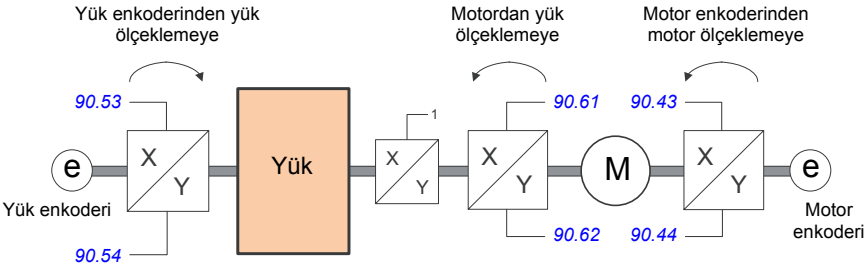 Yük enkoderinden yük
ölçeklemeye
Motordan yük
ölçeklemeye
Motor enkoderinden
motor ölçeklemeye
90.53
1
90.61
90.43
e
X
Y
Yük
X
Y
X
Y
M
X
Y
e
Yük enkoderi
Motor
enkoderi
90.54
90.62
90.44